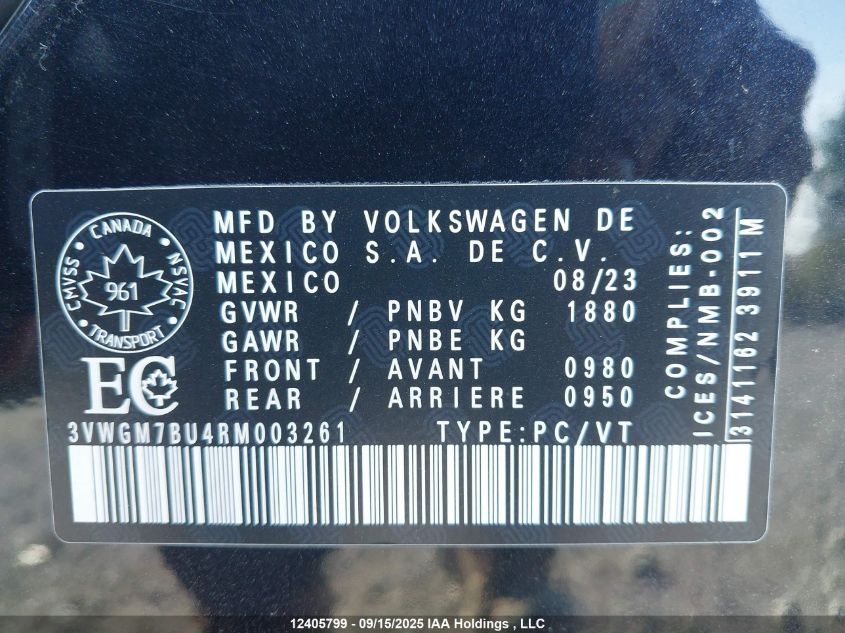 CANADA
CMVSS
NSVAC
961
TRANSPORT
EC
MFD BY VOLKSWAGEN DE
MEXICO S.A. DE C.V.
MEXICO 08/23
GVWR / PNBV KG 1880
GAWR / PNBE KG
FRONT / AVANT 0980
REAR / ARRIERE 0950
3VWGM7BU4RM003261 TYPE:PC/VT
COMPLIES:
ICES/NMB-002
3141162 3911 M
12405799 - 09/15/2025 IAA Holdings , LLC